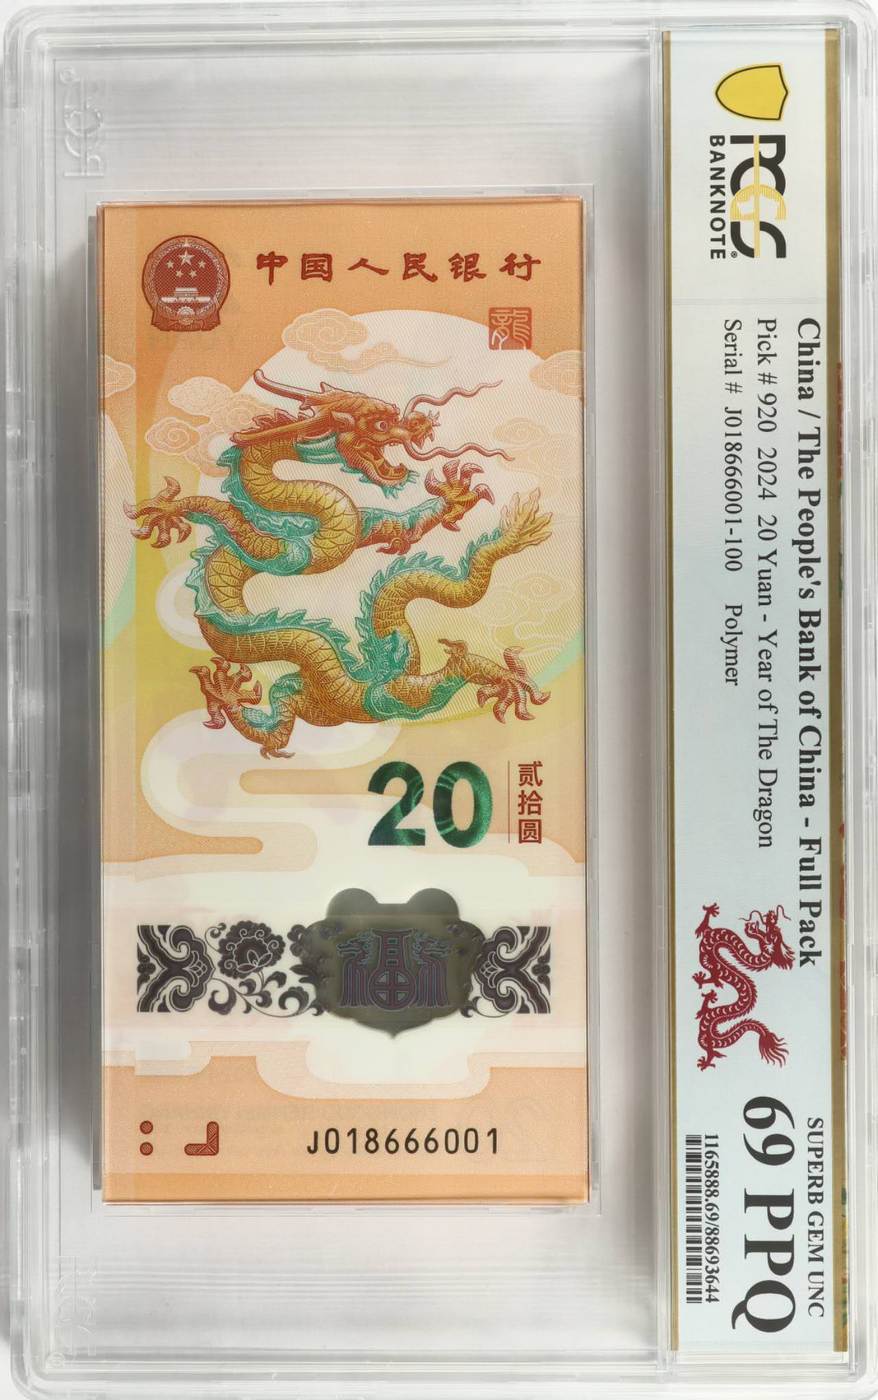 中国人民银行
龍
20
贰拾圆
J018666001
PCGS
BANKNOTE
China / The People's Bank of China - Full Pack
Pick # 920 2024 20 Yuan - Year of The Dragon
Serial # J018666001-100 Polymer
SUPERB GEM UNC
69 PPQ
1165888.69/88693644